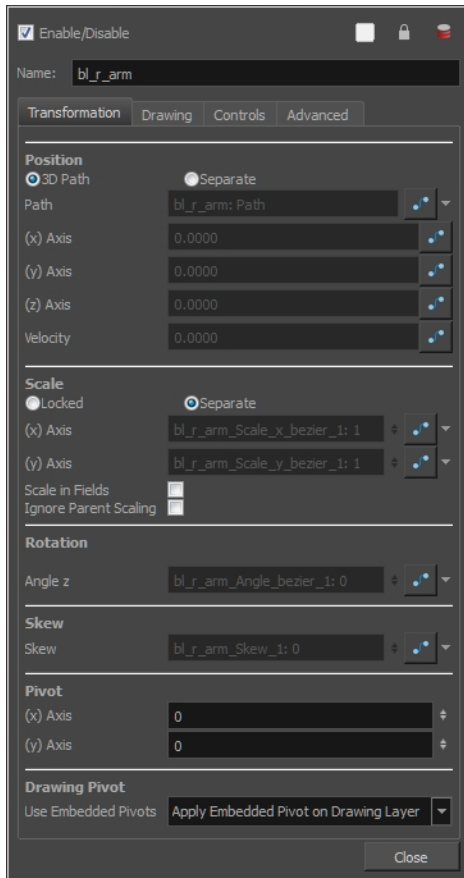 Enable/Disable
Name: bl_r_arm
Transformation Drawing Controls Advanced
Position
3D Path Separate
Path bl_r_arm: Path
(x) Axis 0.0000
(y) Axis 0.0000
(z) Axis 0.0000
Velocity 0.0000
Scale
Locked Separate
(x) Axis bl_r_arm_Scale_x_bezier_1: 1
(y) Axis bl_r_arm_Scale_y_bezier_1: 1
Scale in Fields
Ignore Parent Scaling
Rotation
Angle z bl_r_arm_Angle_bezier_1: 0
Skew
Skew bl_r_arm_Skew_1: 0
Pivot
(x) Axis 0
(y) Axis 0
Drawing Pivot
Use Embedded Pivots Apply Embedded Pivot on Drawing Layer
Close